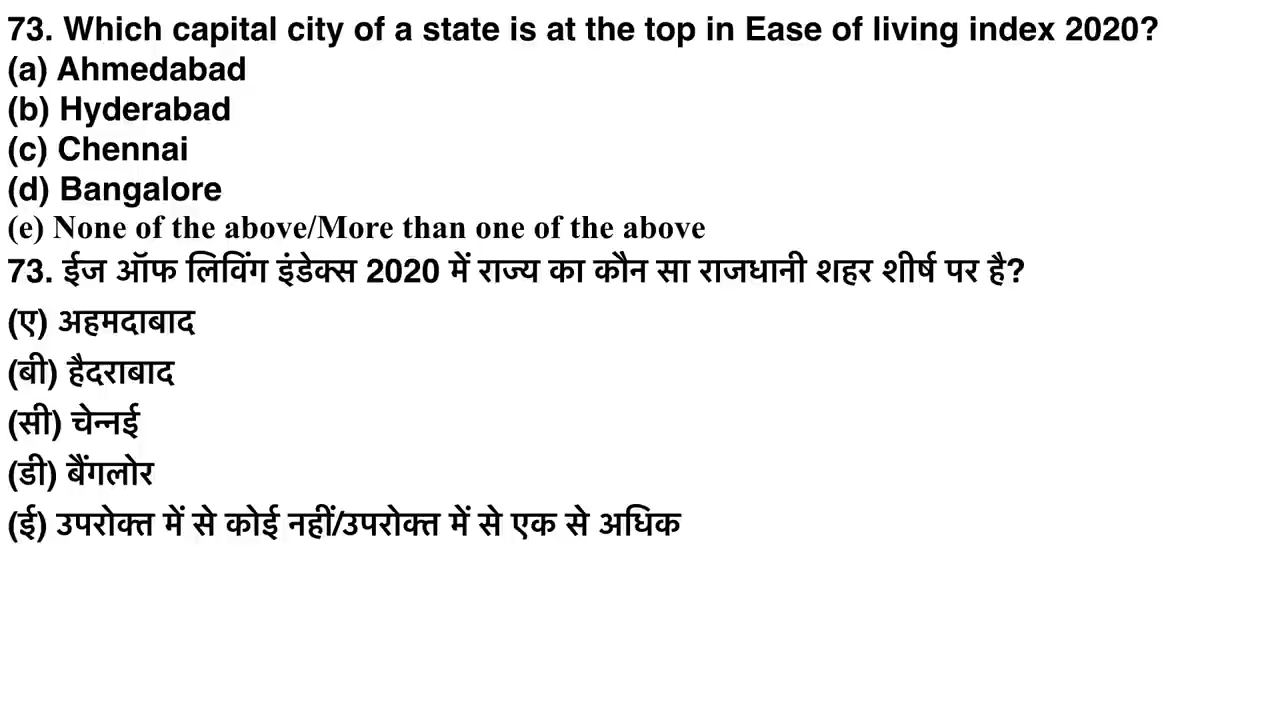 73. Which capital city of a state is at the top in Ease of living index 2020?
(a) Ahmedabad
(b) Hyderabad
(c) Chennai
(d) Bangalore
(e) None of the above/More than one of the above
73. ईज ऑफ लिविंग इंडेक्स 2020 में राज्य का कौन सा राजधानी शहर शीर्ष पर है?
(ए) अहमदाबाद
(बी) हैदराबाद
(सी) चेन्नई
(डी) बैंगलोर
(ई) उपरोक्त में से कोई नहीं/उपरोक्त में से एक से अधिक